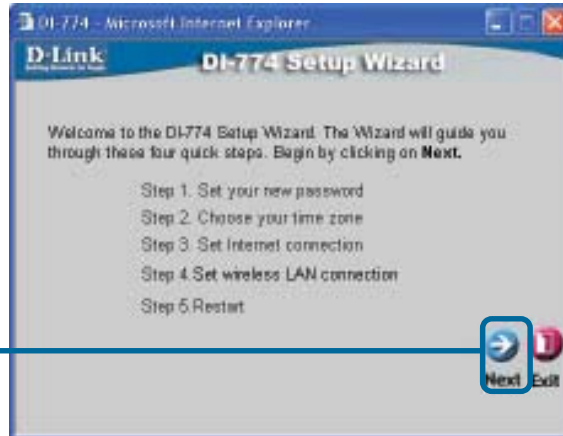 DI-774 - Microsoft Internet Explorer
D-Link
DI-774 Setup Wizard
Welcome to the DI-774 Setup Wizard. The Wizard will guide you
through these four quick steps. Begin by clicking on Next.
Step 1. Set your new password
Step 2. Choose your time zone
Step 3. Set Internet connection
Step 4.Set wireless LAN connection
Step 5.Restart
Next Exit